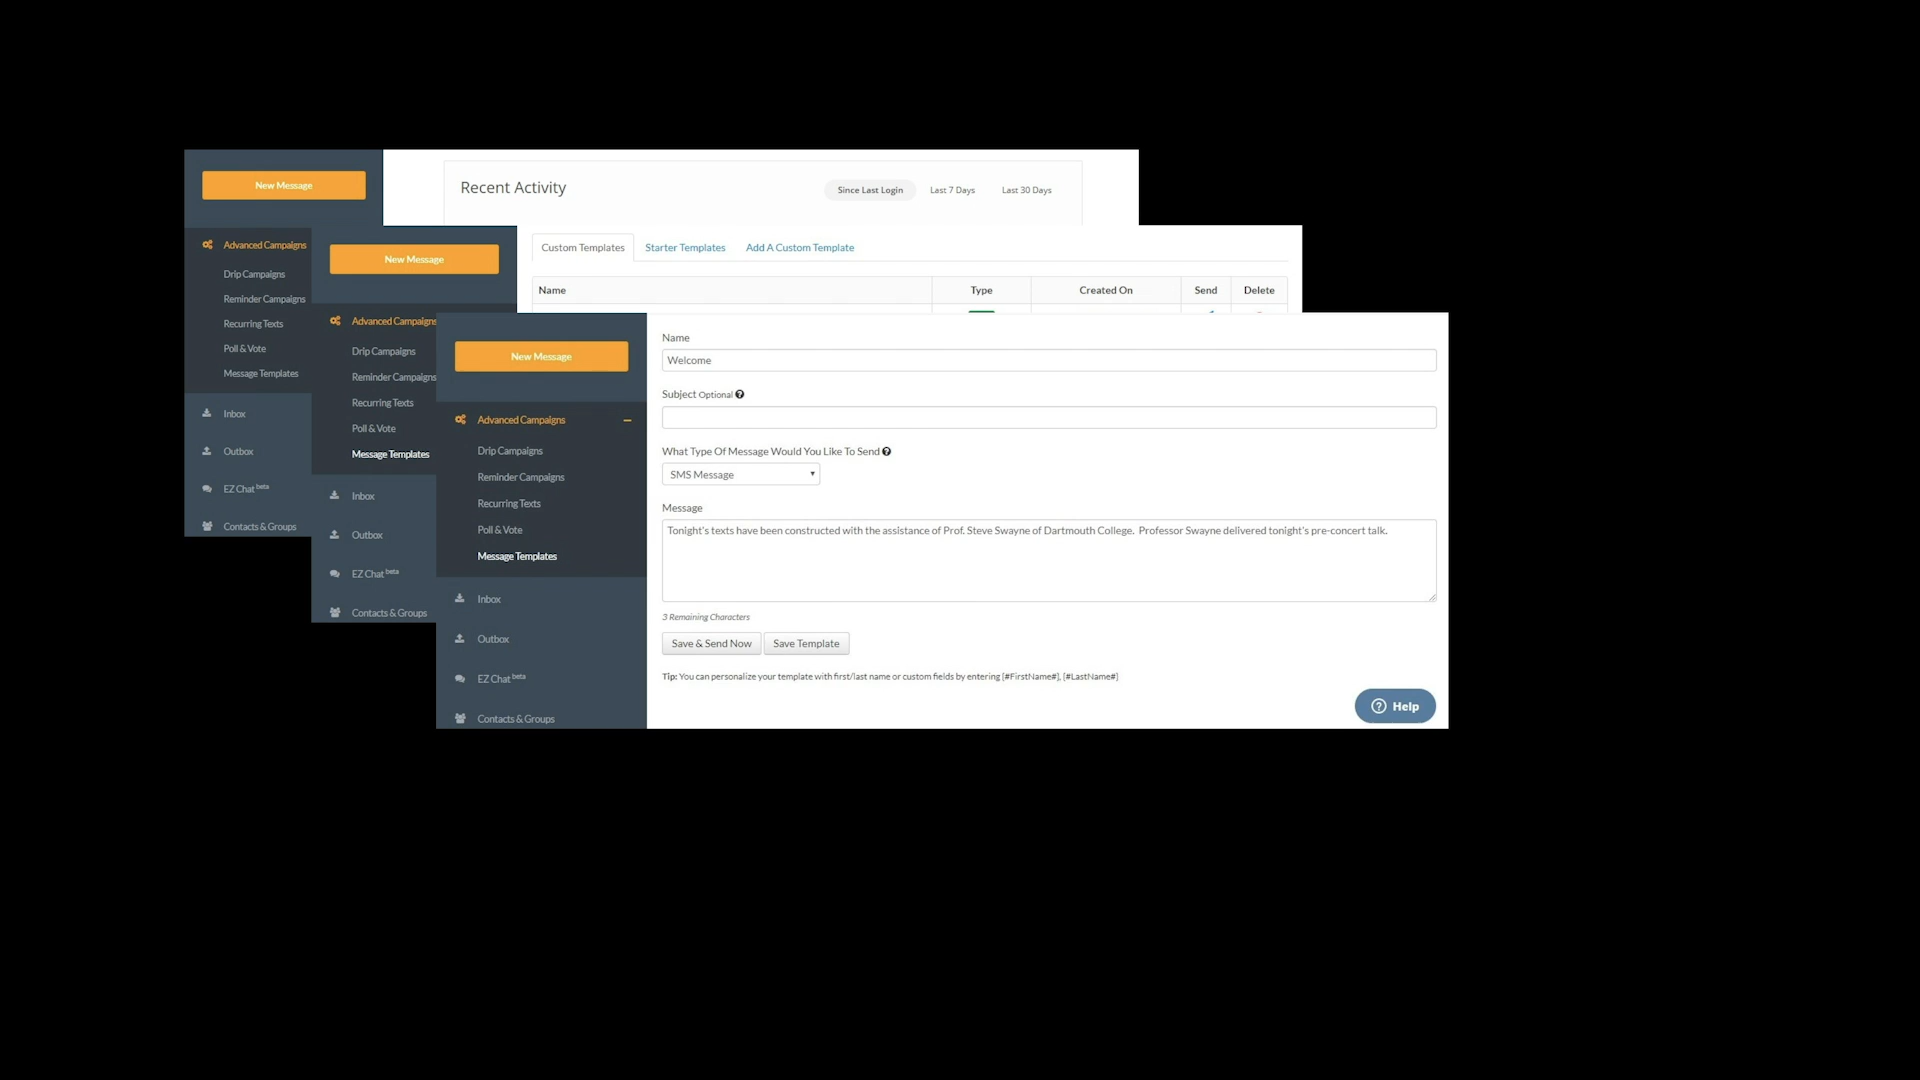 New Message
Recent Activity
Since Last Login
Last 7 Days
Last 30 Days
Advanced Campaigns
Drip Campaigns
Reminder Campaigns
Recurring Texts
Poll & Vote
Message Templates
Inbox
Outbox
EZ Chat beta
Contacts & Groups
New Message
Custom Templates
Starter Templates
Add A Custom Template
Name
Type
Created On
Send
Delete
Advanced Campaigns
Drip Campaigns
Reminder Campaigns
Recurring Texts
Poll & Vote
Message Templates
Inbox
Outbox
EZ Chat beta
Contacts & Groups
New Message
Advanced Campaigns
Drip Campaigns
Reminder Campaigns
Recurring Texts
Poll & Vote
Message Templates
Inbox
Outbox
EZ Chat beta
Contacts & Groups
Name
Welcome
Subject Optional
What Type Of Message Would You Like To Send
SMS Message
Message
Tonight's texts have been constructed with the assistance of Prof. Steve Swayne of Dartmouth College.  Professor Swayne delivered tonight's pre-concert talk.
3 Remaining Characters
Save & Send Now
Save Template
Tip: You can personalize your template with first/last name or custom fields by entering [#FirstName#], [#LastName#]
Help